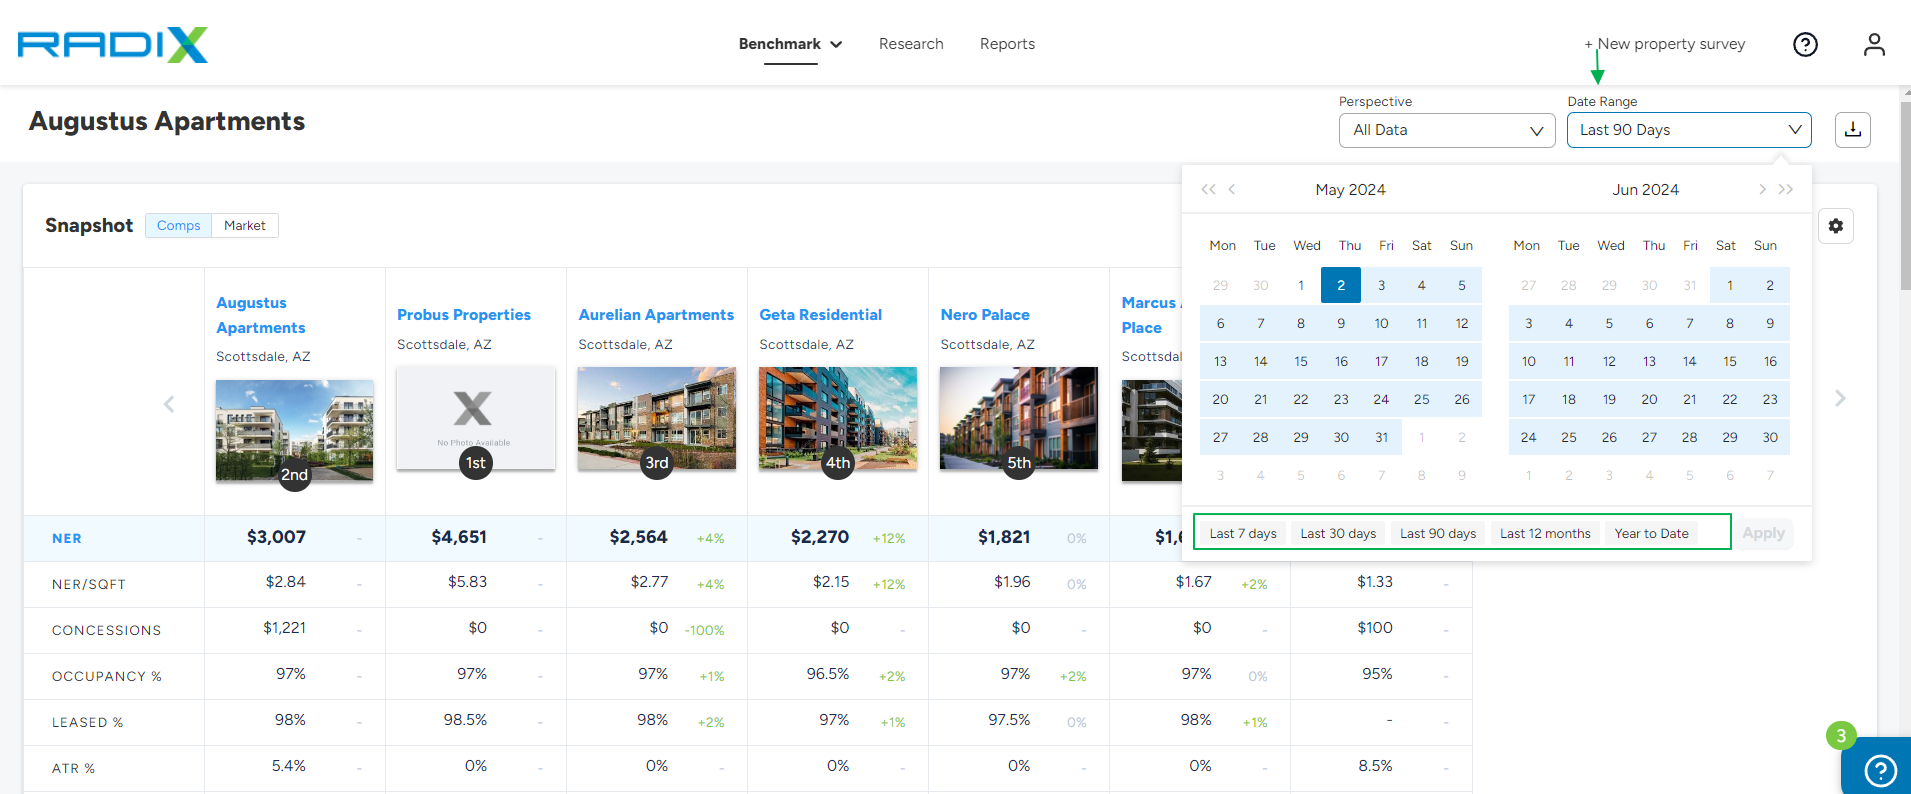 RADIX
Benchmark
Research
Reports
+ New property survey
Augustus Apartments
Perspective
All Data
Date Range
Last 90 Days
Snapshot
Comps
Market
May 2024
Jun 2024
Mon Tue Wed Thu Fri Sat Sun
29 30 1 2 3 4 5
6 7 8 9 10 11 12
13 14 15 16 17 18 19
20 21 22 23 24 25 26
27 28 29 30 31 1 2
3 4 5 6 7 8 9
Mon Tue Wed Thu Fri Sat Sun
27 28 29 30 31 1 2
3 4 5 6 7 8 9
10 11 12 13 14 15 16
17 18 19 20 21 22 23
24 25 26 27 28 29 30
1 2 3 4 5 6 7
Last 7 days
Last 30 days
Last 90 days
Last 12 months
Year to Date
Apply
Augustus
Apartments
Scottsdale, AZ
2nd
Probus Properties
Scottsdale, AZ
X
No Photo Available
1st
Aurelian Apartments
Scottsdale, AZ
3rd
Geta Residential
Scottsdale, AZ
4th
Nero Palace
Scottsdale, AZ
5th
Marcus
Place
Scottsdal
NER $3,007 - $4,651 - $2,564 +4% $2,270 +12% $1,821 0% $1,
NER/SQFT $2.84 - $5.83 - $2.77 +4% $2.15 +12% $1.96 0% $1.67 +2% $1.33 -
CONCESSIONS $1,221 - $0 - $0 -100% $0 - $0 - $0 - $100 -
OCCUPANCY % 97% - 97% - 97% +1% 96.5% +2% 97% +2% 97% 0% 95% -
LEASED % 98% - 98.5% - 98% +2% 97% +1% 97.5% 0% 98% +1% - -
ATR % 5.4% - 0% - 0% - 0% - 0% - 0% - 8.5% -
3
?